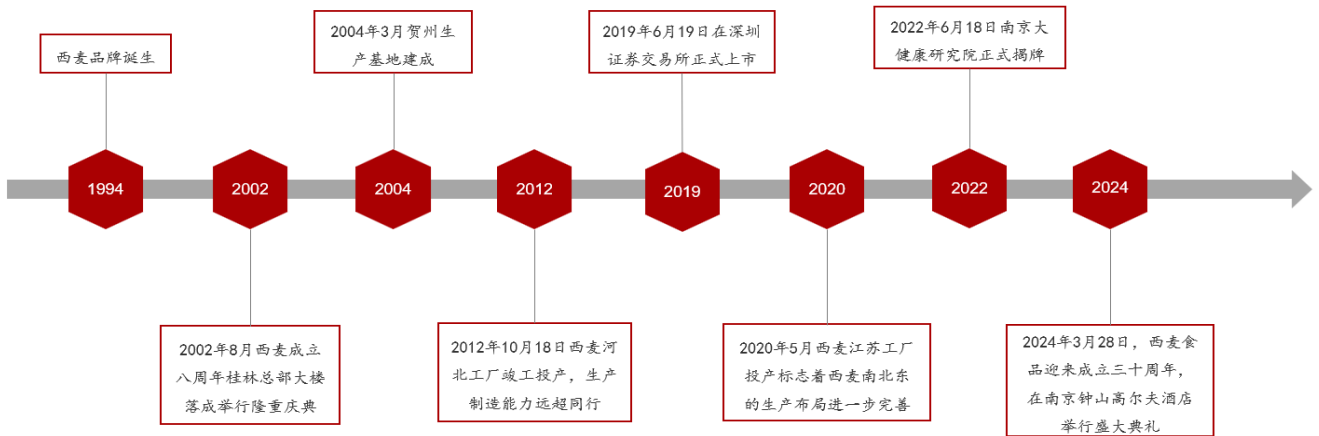 西麦品牌诞生
2004年3月贺州生
产基地建成
2019年6月19日在深圳
证券交易所正式上市
2022年6月18日南京大
健康研究院正式揭牌
1994
2002
2004
2012
2019
2020
2022
2024
2002年8月西麦成立
八周年桂林总部大楼
落成举行隆重庆典
2012年10月18日西麦河
北工厂竣工投产，生产
制造能力远超同行
2020年5月西麦江苏工厂
投产标志着西麦南北东
的生产布局进一步完善
2024年3月28日，西麦食
品迎来成立三十周年，
在南京钟山高尔夫酒店
举行盛大典礼